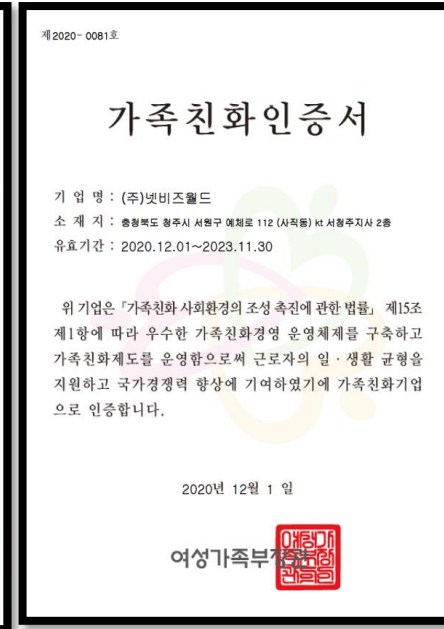 제2020- 0081호
가족친화인증서
기 업 명 : (주)넷비즈월드
소 재 지 : 충청북도 청주시 서원구 예체로 112 (사직동) kt 서청주지사 2층
유효기간 : 2020.12.01~2023.11.30
위 기업은 「가족친화 사회환경의 조성 촉진에 관한 법률」 제15조
제1항에 따라 우수한 가족친화경영 운영체제를 구축하고
가족친화제도를 운영함으로써 근로자의 일 · 생활 균형을
지원하고 국가경쟁력 향상에 기여하였기에 가족친화기업
으로 인증합니다.
2020년 12월 1 일
여성가족부장관